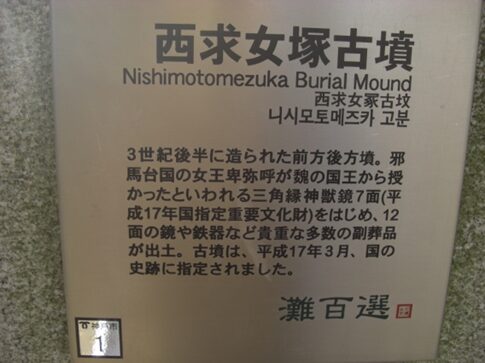 西求女塚古墳
Nishimotomezuka Burial Mound
西求女冢古坟
니시모토메즈카 고분
3世紀後半に造られた前方後方墳。邪
馬台国の女王卑弥呼が魏の国王から授
かったといわれる三角縁神獣鏡7面(平
成17年国指定重要文化財)をはじめ、12
面の鏡や鉄器など貴重な多数の副葬品
が出土。古墳は、平成17年3月、国の
史跡に指定されました。
灘百選
神戸市
1